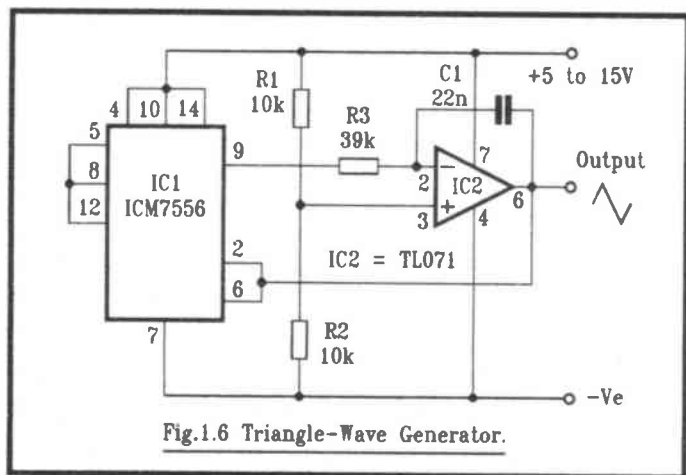 +5 to 15V
R1
10k
C1
22n
4 10 14
R3
39k
5
8
12
9
IC1
ICM7556
7
2
IC2
6
3
4
Output
2
6
IC2 = TL071
7
R2
10k
-Ve
Fig.1.6 Triangle-Wave Generator.